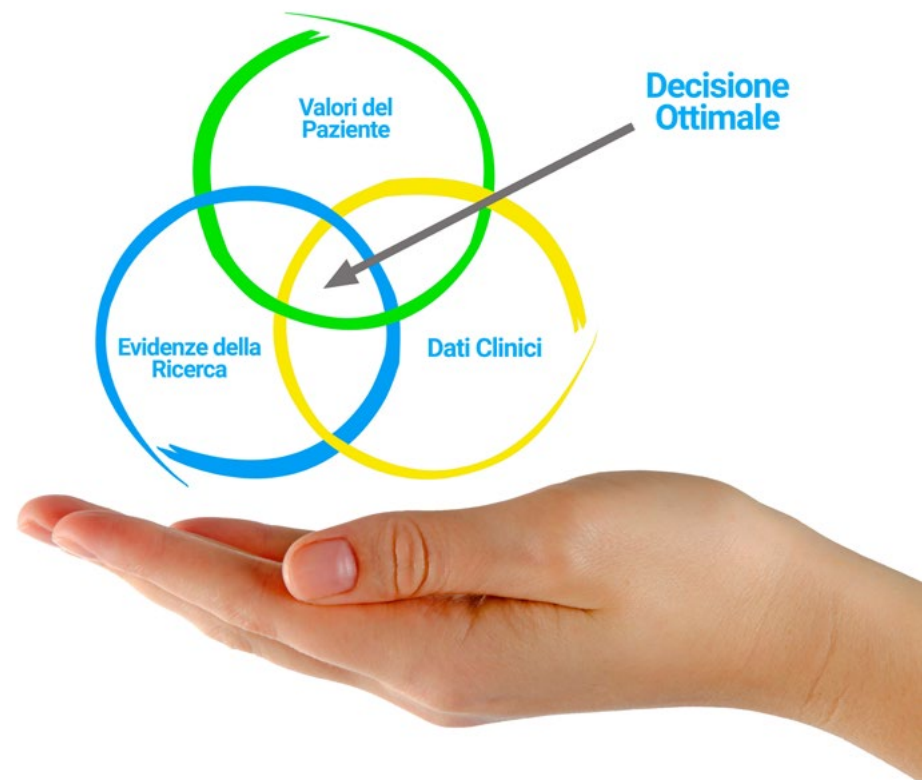 Valori del
Paziente
Decisione
Ottimale
Evidenze della
Ricerca
Dati Clinici